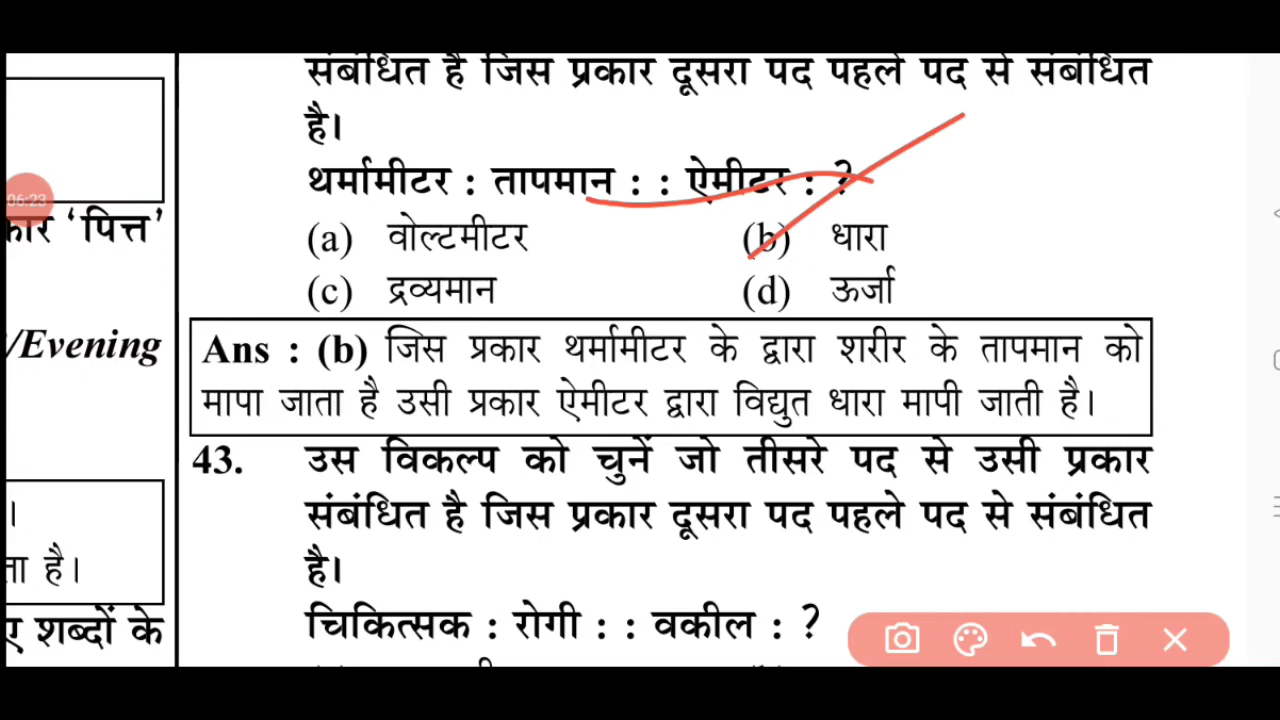 संबंधित है जिस प्रकार दूसरा पद पहले पद से संबंधित
है।
थर्मामीटर : तापमान : : ऐमीटर : ?
(a) वोल्टमीटर (b) धारा
(c) द्रव्यमान (d) ऊर्जा
Ans : (b) जिस प्रकार थर्मामीटर के द्वारा शरीर के तापमान को
मापा जाता है उसी प्रकार ऐमीटर द्वारा विद्युत धारा मापी जाती है।
43. उस विकल्प को चुनें जो तीसरे पद से उसी प्रकार
संबंधित है जिस प्रकार दूसरा पद पहले पद से संबंधित
है।
चिकित्सक : रोगी : : वकील : ?
06:23
कार ‘पित्त’
/Evening
।
ता है।
ए शब्दों के